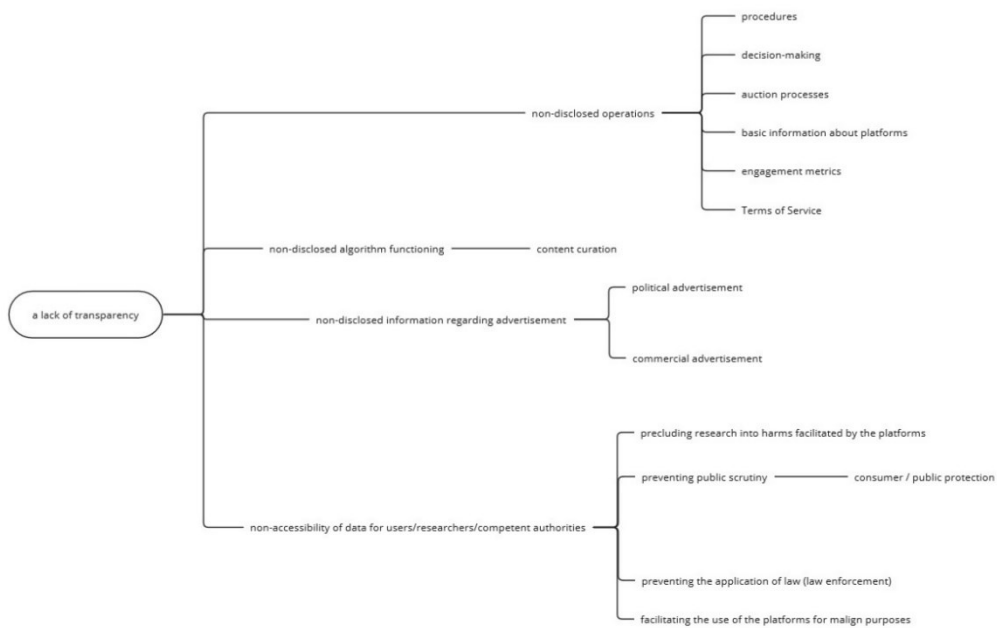 a lack of transparency
non-disclosed operations
procedures
decision-making
auction processes
basic information about platforms
engagement metrics
Terms of Service
non-disclosed algorithm functioning
content curation
non-disclosed information regarding advertisement
political advertisement
commercial advertisement
non-accessibility of data for users/researchers/competent authorities
precluding research into harms facilitated by the platforms
preventing public scrutiny
consumer / public protection
preventing the application of law (law enforcement)
facilitating the use of the platforms for malign purposes